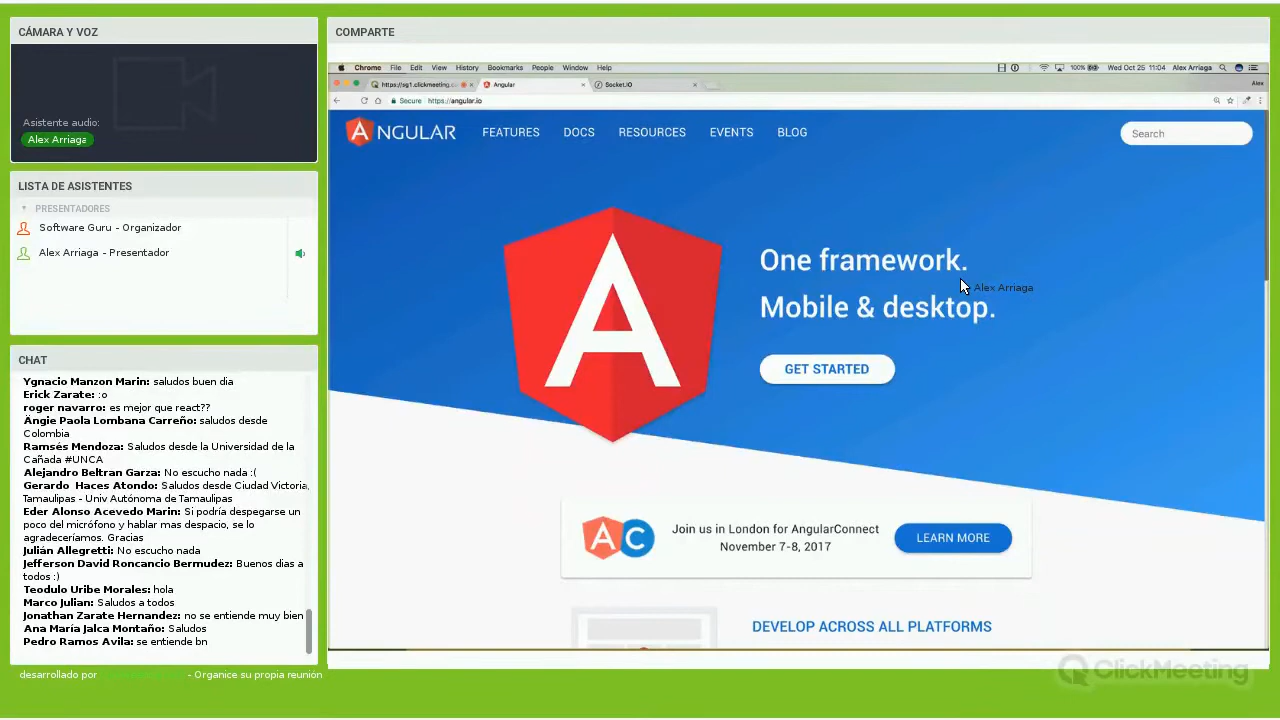 CÁMARA Y VOZ
Asistente audio:
Alex Arriaga
LISTA DE ASISTENTES
PRESENTADORES
Software Guru - Organizador
Alex Arriaga - Presentador
CHAT
Ygnacio Manzon Marin: saludos buen dia
Erick Zarate: :o
roger navarro: es mejor que react??
Ángie Paola Lombana Carreño: saludos desde
Colombia
Ramsés Mendoza: Saludos desde la Universidad de la
Cañada #UNCA
Alejandro Beltran Garza: No escucho nada :(
Gerardo Haces Atondo: Saludos desde Ciudad Victoria,
Tamaulipas - Univ Autónoma de Tamaulipas
Eder Alonso Acevedo Marin: Si podría despegarse un
poco del micrófono y hablar mas despacio, se lo
agradeceríamos. Gracias
Julián Allegretti: No escucho nada
Jefferson David Roncancio Bermudez: Buenos dias a
todos :)
Teodulo Uribe Morales: hola
Marco Julian: Saludos a todos
Jonathan Zarate Hernandez: no se entiende muy bien
Ana María Jalca Montaño: Saludos
Pedro Ramos Avila: se entiende bn
desarrollado por
- Organice su propia reunión
COMPARTE
Chrome File Edit View History Bookmarks People Window Help
100% Wed Oct 25 11:04 Alex Arriaga
https://sg1.clickmeeting.c
Angular
Socket.IO
Alex
Secure https://angular.io
ANGULAR
FEATURES
DOCS
RESOURCES
EVENTS
BLOG
Search
One framework.
Alex Arriaga
Mobile & desktop.
GET STARTED
AC
Join us in London for AngularConnect
November 7-8, 2017
LEARN MORE
DEVELOP ACROSS ALL PLATFORMS
ClickMeeting